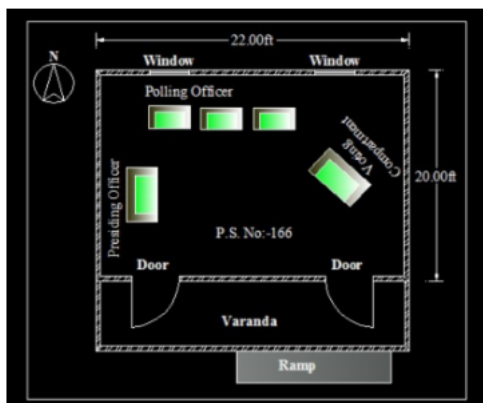 22.00ft
N
Window
Window
Polling Officer
Voting
Compartment
20.00ft
Presiding Officer
P.S. No:-166
Door
Door
Varanda
Ramp